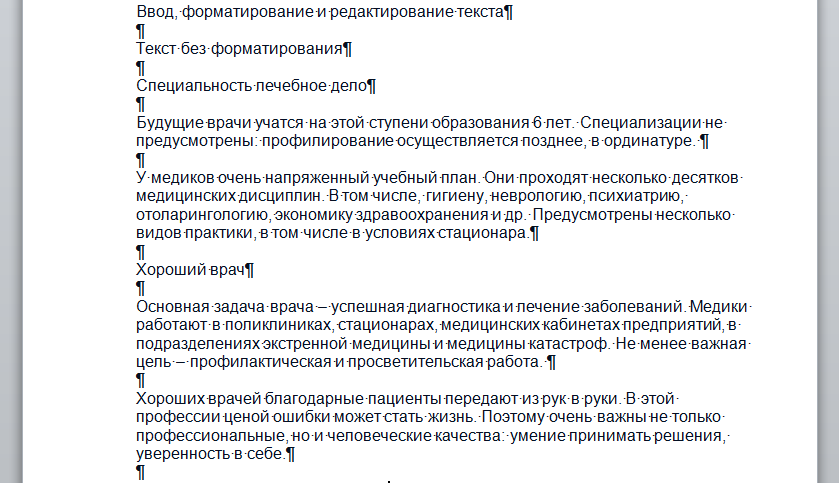 Ввод, форматирование и редактирование текста¶
¶
Текст без форматирования¶
¶
Специальность лечебное дело¶
¶
Будущие врачи учатся на этой ступени образования 6 лет. Специализации не
предусмотрены: профилирование осуществляется позднее, в ординатуре. ¶
¶
У медиков очень напряженный учебный план. Они проходят несколько десятков
медицинских дисциплин. В том числе, гигиену, неврологию, психиатрию,
отоларингологию, экономику здравоохранения и др. Предусмотрены несколько
видов практики, в том числе в условиях стационара.¶
¶
Хороший врач¶
¶
Основная задача врача – успешная диагностика и лечение заболеваний. Медики
работают в поликлиниках, стационарах, медицинских кабинетах предприятий, в
подразделениях экстренной медицины и медицины катастроф. Не менее важная
цель – профилактическая и просветительская работа. ¶
¶
Хороших врачей благодарные пациенты передают из рук в руки. В этой
профессии ценой ошибки может стать жизнь. Поэтому очень важны не только
профессиональные, но и человеческие качества: умение принимать решения,
уверенность в себе.¶
¶